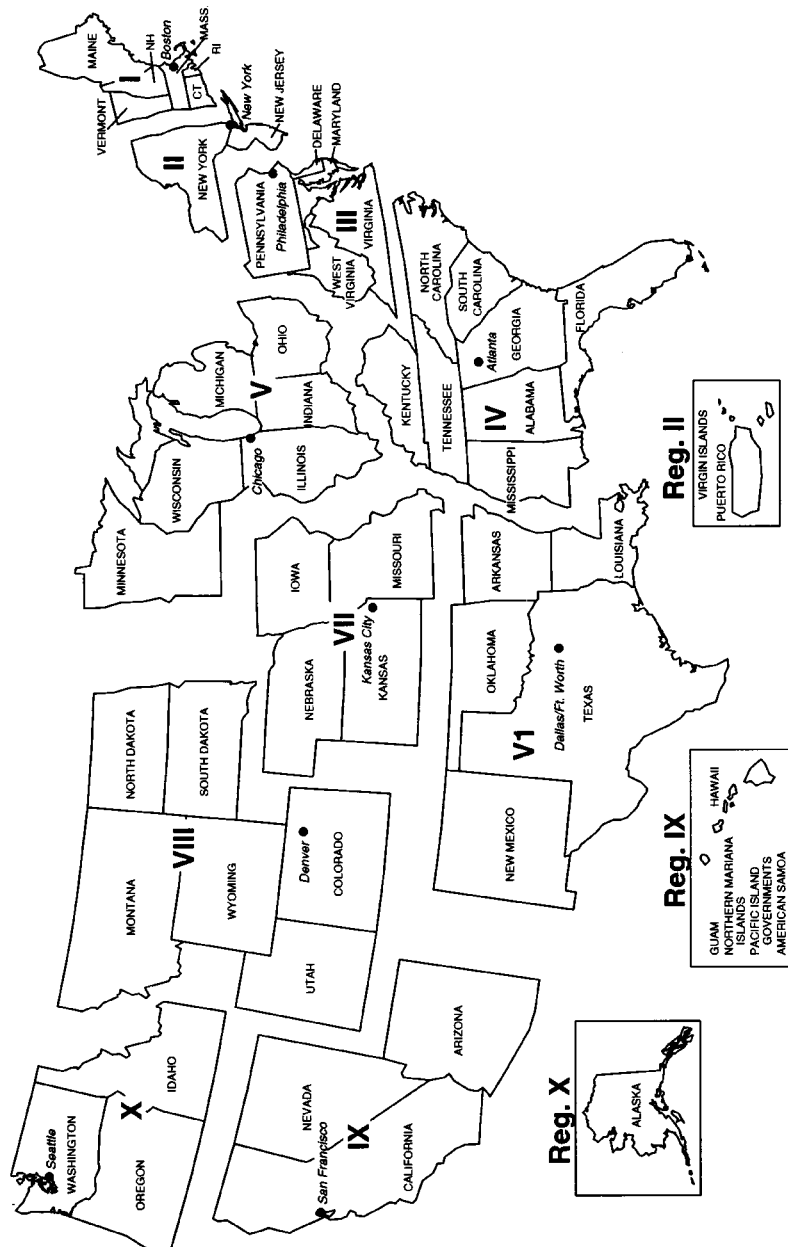 Seattle
WASHINGTON
OREGON
X
IDAHO
MONTANA
NORTH DAKOTA
SOUTH DAKOTA
VIII
WYOMING
UTAH
Denver
COLORADO
NEVADA
San Francisco
IX
CALIFORNIA
ARIZONA
NEW MEXICO
V1
OKLAHOMA
Dallas/Ft. Worth
TEXAS
ARKANSAS
LOUISIANA
NEBRASKA
IOWA
VII
Kansas City
KANSAS
MISSOURI
MINNESOTA
WISCONSIN
MICHIGAN
V
Chicago
ILLINOIS
INDIANA
OHIO
KENTUCKY
TENNESSEE
NORTH
CAROLINA
SOUTH
CAROLINA
IV
Atlanta
MISSISSIPPI
ALABAMA
GEORGIA
FLORIDA
PENNSYLVANIA
Philadelphia
WEST
VIRGINIA
III
VIRGINIA
DELAWARE
MARYLAND
II
NEW YORK
New York
NEW JERSEY
VERMONT
MAINE
I
NH
Boston
MASS.
CT
RI
Reg. X
ALASKA
Reg. IX
GUAM
NORTHERN MARIANA
ISLANDS
PACIFIC ISLAND
GOVERNMENTS
AMERICAN SAMOA
HAWAII
Reg. II
VIRGIN ISLANDS
PUERTO RICO